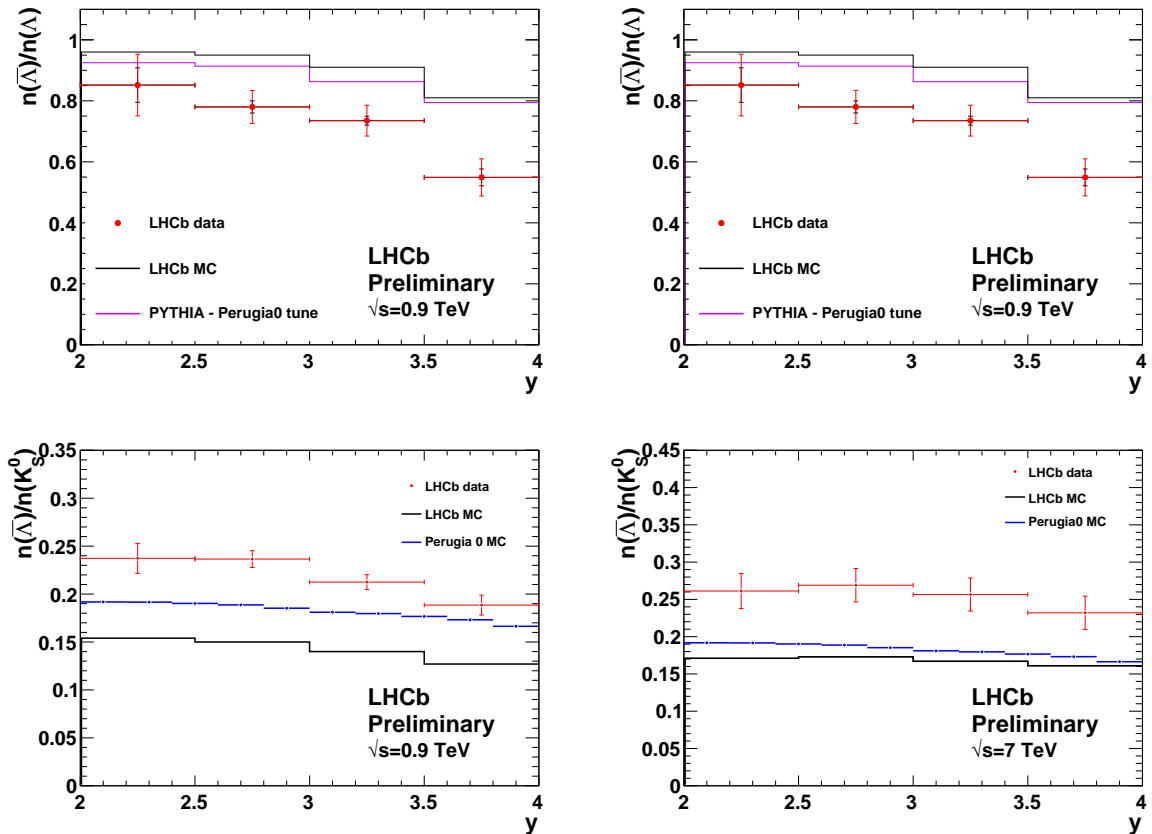 n(Λ̅)/n(Λ)
1
0.8
0.6
0.4
0.2
0
LHCb data
LHCb MC
PYTHIA - Perugia0 tune
LHCb
Preliminary
√s=0.9 TeV
2 2.5 3 3.5 4
y
n(Λ̅)/n(Λ)
1
0.8
0.6
0.4
0.2
0
LHCb data
LHCb MC
PYTHIA - Perugia0 tune
LHCb
Preliminary
√s=0.9 TeV
2 2.5 3 3.5 4
y
n(Λ̅)/n(K⁰ₛ)
0.35
0.3
0.25
0.2
0.15
0.1
0.05
0
LHCb data
LHCb MC
Perugia 0 MC
LHCb
Preliminary
√s=0.9 TeV
2 2.5 3 3.5 4
y
n(Λ̅)/n(K⁰ₛ)
0.45
0.4
0.35
0.3
0.25
0.2
0.15
0.1
0.05
0
LHCb data
LHCb MC
Perugia0 MC
LHCb
Preliminary
√s=7 TeV
2 2.5 3 3.5 4
y